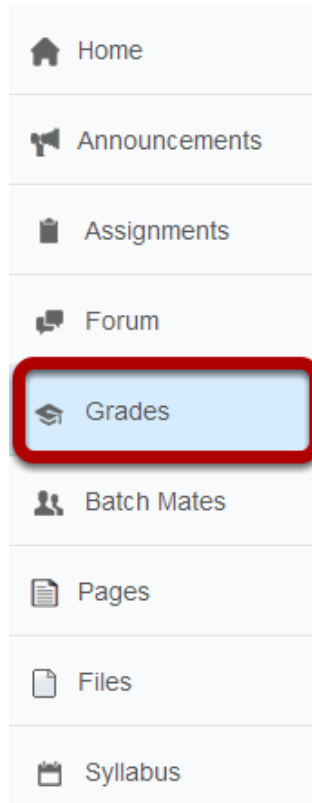 Home
Announcements
Assignments
Forum
Grades
Batch Mates
Pages
Files
Syllabus